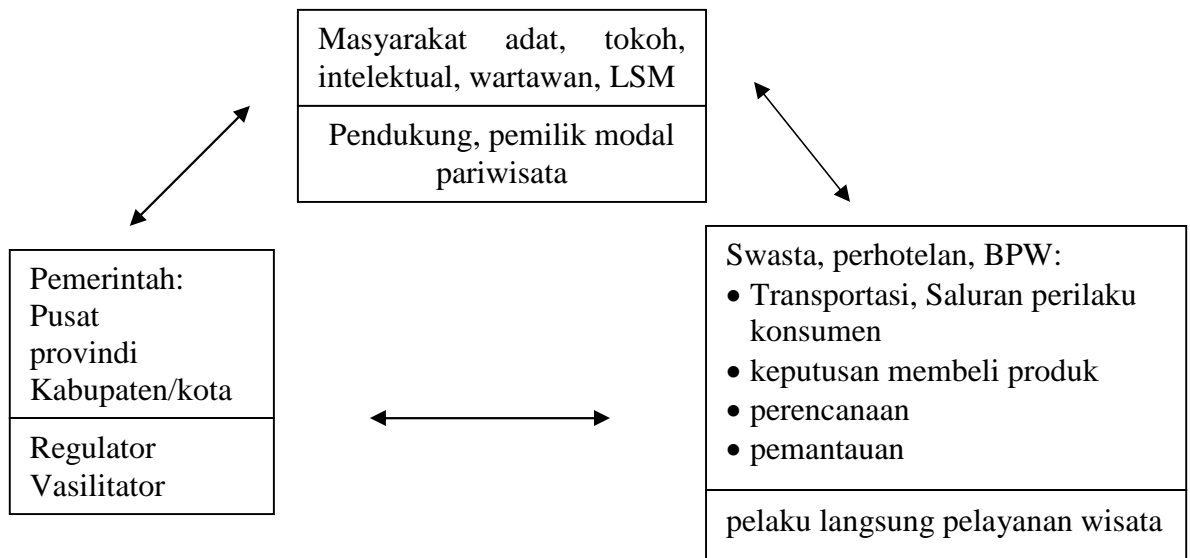 Masyarakat adat, tokoh,
intelektual, wartawan, LSM
Pendukung, pemilik modal
pariwisata
Pemerintah:
Pusat
provindi
Kabupaten/kota
Regulator
Vasilitator
Swasta, perhotelan, BPW:
• Transportasi, Saluran perilaku
konsumen
• keputusan membeli produk
• perencanaan
• pemantauan
pelaku langsung pelayanan wisata